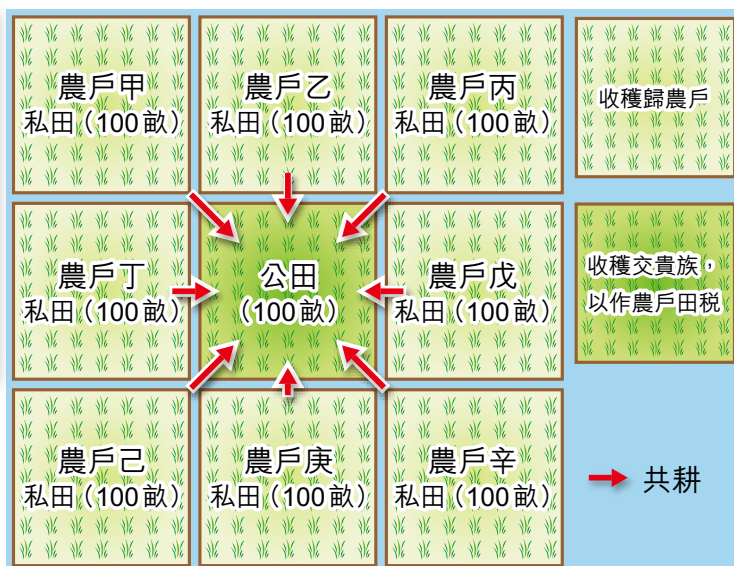 農戶甲
私田（100畝）
農戶乙
私田（100畝）
農戶丙
私田（100畝）
收穫歸農戶
農戶丁
私田（100畝）
公田
（100畝）
農戶戊
私田（100畝）
收穫交貴族，
以作農戶田稅
農戶己
私田（100畝）
農戶庚
私田（100畝）
農戶辛
私田（100畝）
共耕